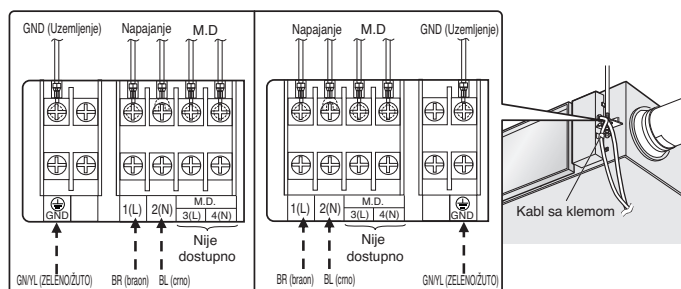 GND (Uzemljenje) Napajanje M.D
1(L) 2(N) M.D.
3(L) 4(N)
GND
Nije
dostupno
GN/YL (ZELENO/ŽUTO) BR (braon) BL (crno)
Napajanje M.D GND (Uzemljenje)
1(L) 2(N) M.D.
3(L) 4(N)
GND
Nije
dostupno
BR (braon) BL (crno) GN/YL (ZELENO/ŽUTO)
Kabl sa klemom